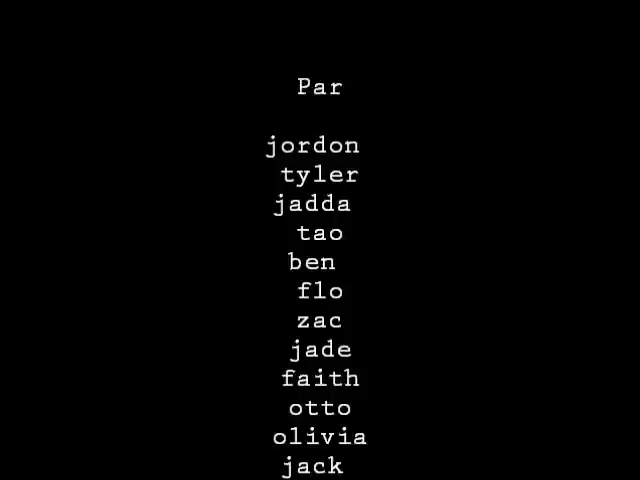 Par
jordon
tyler
jadda
tao
ben
flo
zac
jade
faith
otto
olivia
jack